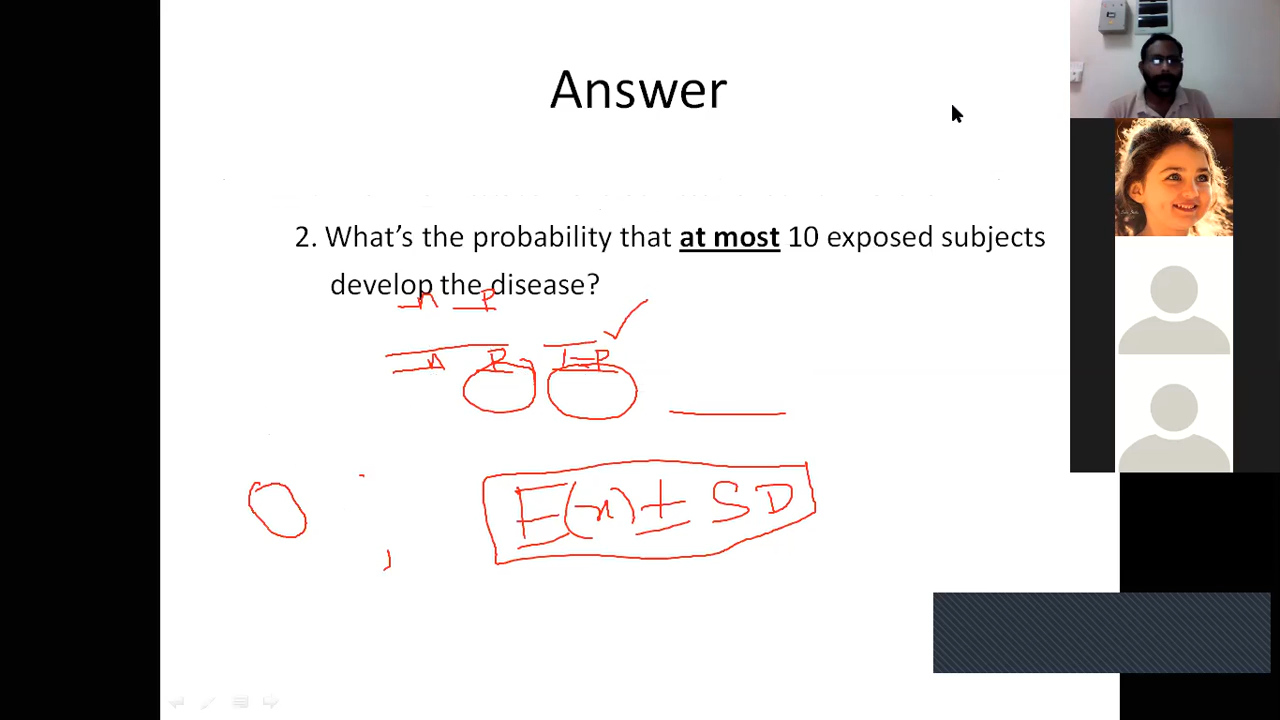 Answer
2. What's the probability that at most 10 exposed subjects
develop the disease?
n P
n P 1-P
E(x) ± SD